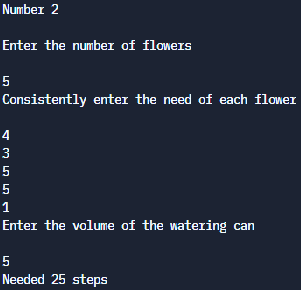 Number 2
Enter the number of flowers
5
Consistently enter the need of each flower
4
3
5
5
1
Enter the volume of the watering can
5
Needed 25 steps